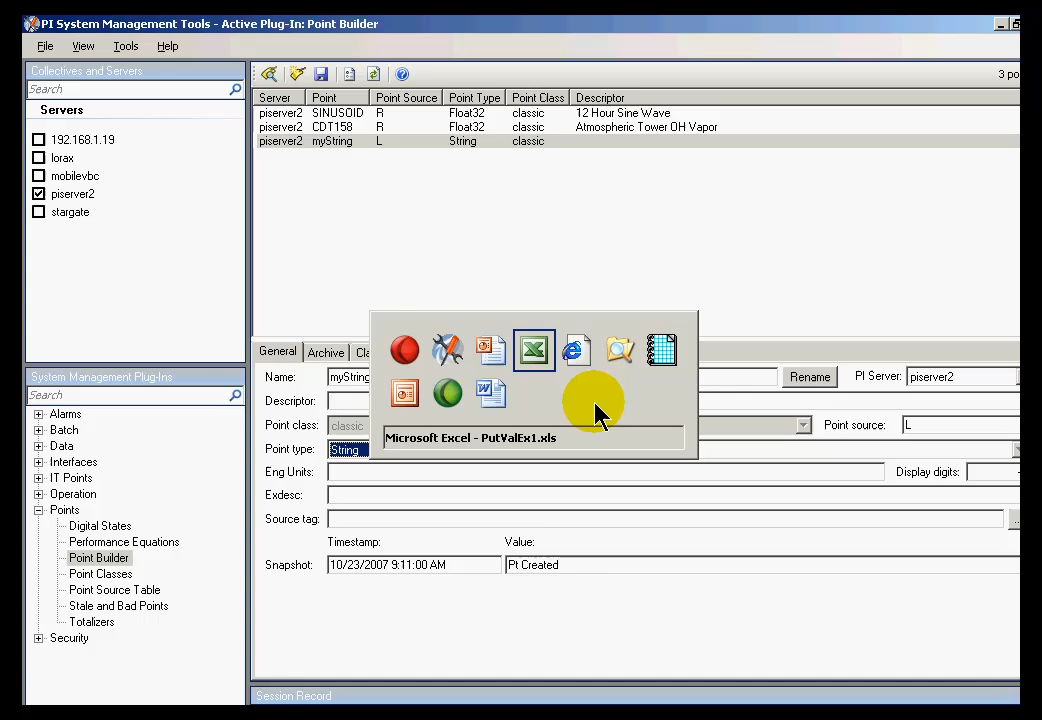 PI System Management Tools - Active Plug-In: Point Builder
File View Tools Help
Collectives and Servers
Search
Servers
192.168.1.19
lorax
mobilevbc
piserver2
stargate
3 po
Server Point Point Source Point Type Point Class Descriptor
piserver2 SINUSOID R Float32 classic 12 Hour Sine Wave
piserver2 CDT158 R Float32 classic Atmospheric Tower OH Vapor
piserver2 myString L String classic
System Management Plug-Ins
Search
Alarms
Batch
Data
Interfaces
IT Points
Operation
Points
Digital States
Performance Equations
Point Builder
Point Classes
Point Source Table
Stale and Bad Points
Totalizers
Security
General Archive Cla
Name: myString Rename PI Server: piserver2
Descriptor:
Point class: classic Point source: L
Point type: String
Eng Units: Display digits:
Exdesc:
Source tag: ...
Timestamp: Value:
Snapshot: 10/23/2007 9:11:00 AM Pt Created
Microsoft Excel - PutValEx1.xls
Session Record